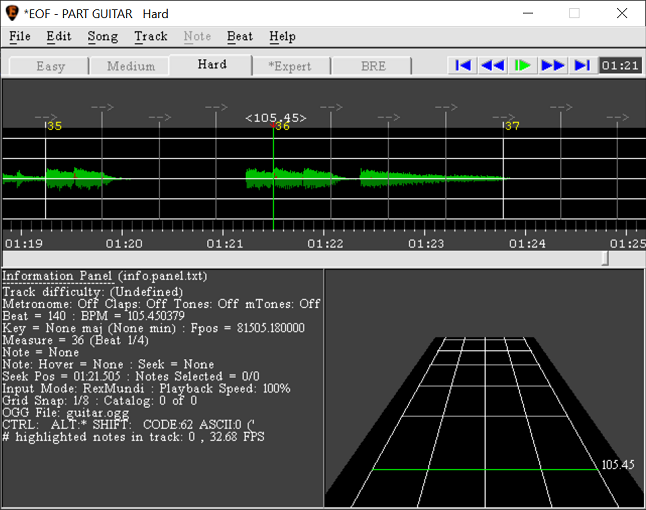 *EOF - PART GUITAR   Hard
File Edit Song Track Note Beat Help
Easy Medium Hard *Expert BRE 01:21
<105.45>
35 36 37
01:19 01:20 01:21 01:22 01:23 01:24 01:25
Information Panel (info.panel.txt)
----------------------------
Track difficulty: (Undefined)
Metronome: Off Claps: Off Tones: Off mTones: Off
Beat = 140 : BPM = 105.450379
Key = None maj (None min) : Fpos = 81505.180000
Measure = 36 (Beat 1/4)
Note = None
Note: Hover = None : Seek = None
Seek Pos = 01:21.505 : Notes Selected = 0/0
Input Mode: RexMundi : Playback Speed: 100%
Grid Snap: 1/8 : Catalog: 0 of 0
OGG File: guitar.ogg
CTRL:   ALT:* SHIFT:   CODE:62 ASCII:0 ('
# highlighted notes in track: 0 , 32.68 FPS
105.45